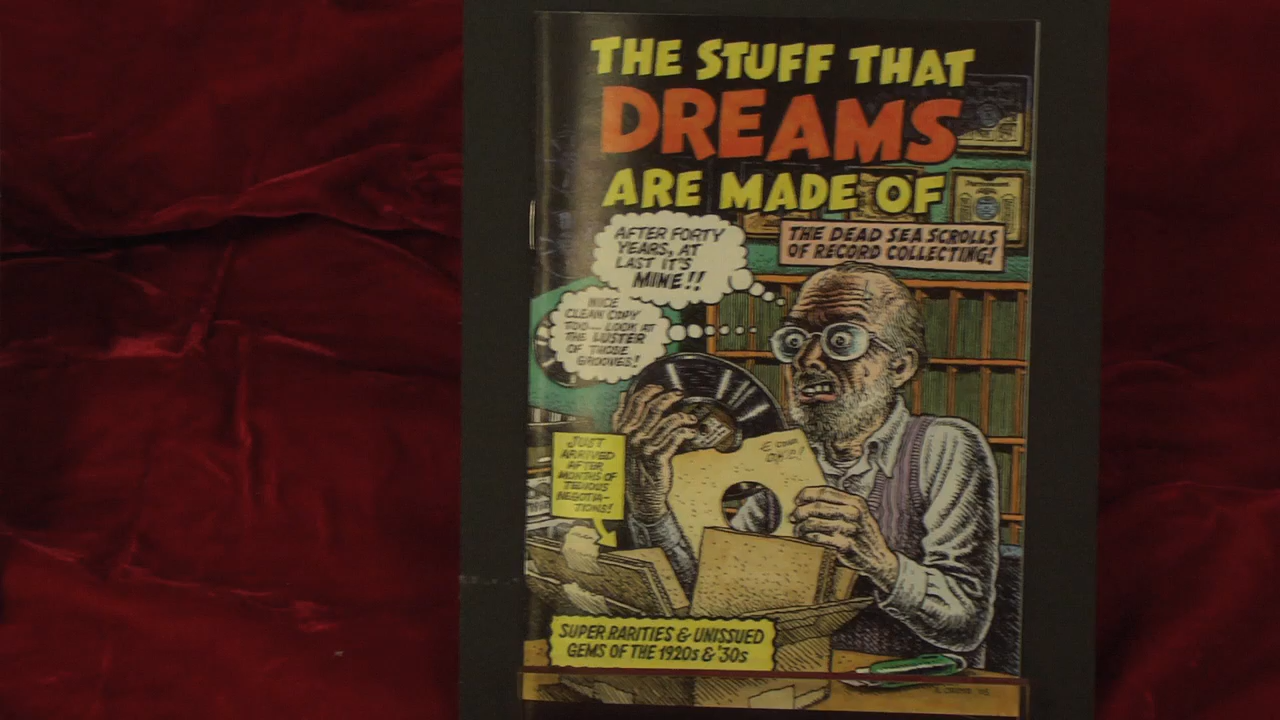 THE STUFF THAT
DREAMS
ARE MADE OF
AFTER FORTY
YEARS, AT
LAST IT'S
MINE!!
THE DEAD SEA SCROLLS
OF RECORD COLLECTING!
NICE
CLEAN COPY
TOO--- LOOK AT
THE LUSTER
OF THOSE
GROOVES!
JUST
ARRIVED
AFTER
MONTHS OF
TEDIOUS
NEGOTIA-
TIONS!
SUPER RARITIES & UNISSUED
GEMS OF THE 1920s & '30s